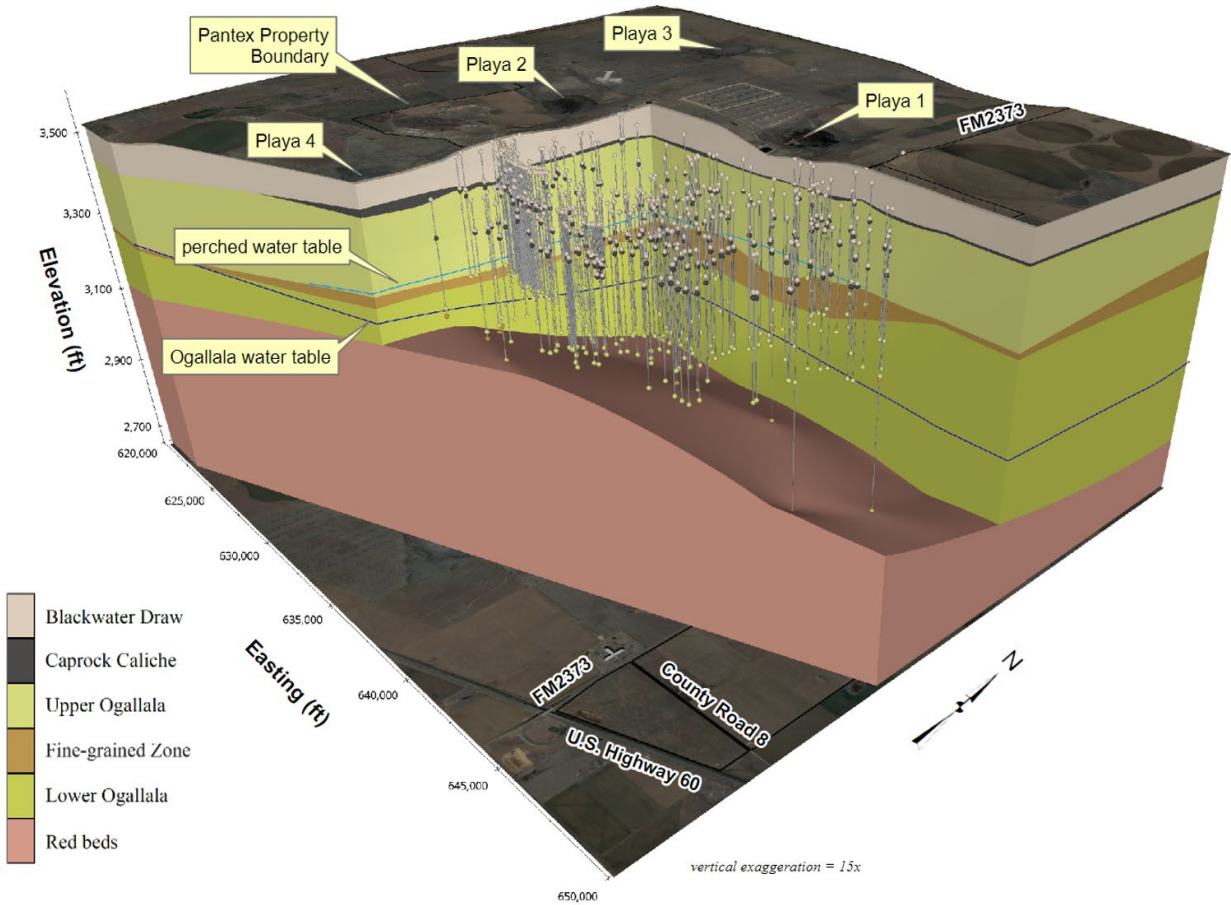 Pantex Property
Boundary
Playa 3
Playa 2
Playa 1
Playa 4
FM2373
3,500
3,300
3,100
2,900
2,700
Elevation (ft)
perched water table
Ogallala water table
620,000
625,000
630,000
635,000
640,000
645,000
650,000
Easting (ft)
FM2373
County Road 8
U.S. Highway 60
N
Blackwater Draw
Caprock Caliche
Upper Ogallala
Fine-grained Zone
Lower Ogallala
Red beds
vertical exaggeration = 15x